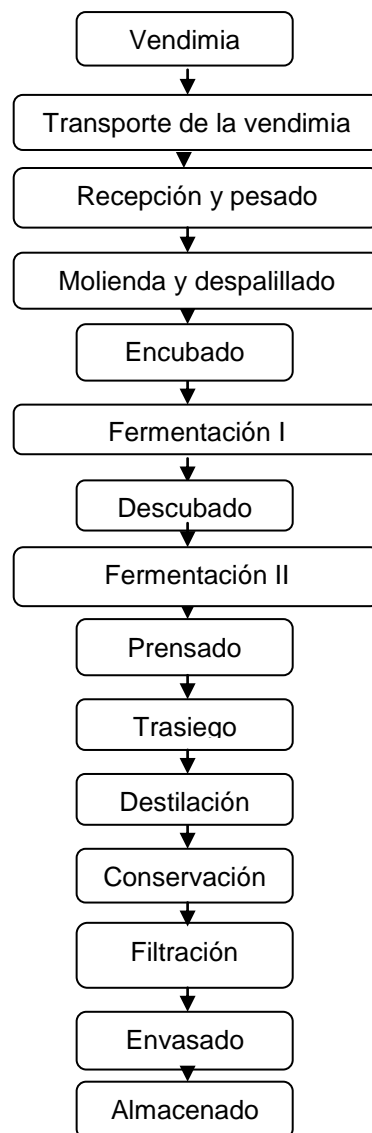 Vendimia
Transporte de la vendimia
Recepción y pesado
Molienda y despalillado
Encubado
Fermentación I
Descubado
Fermentación II
Prensado
Trasiego
Destilación
Conservación
Filtración
Envasado
Almacenado